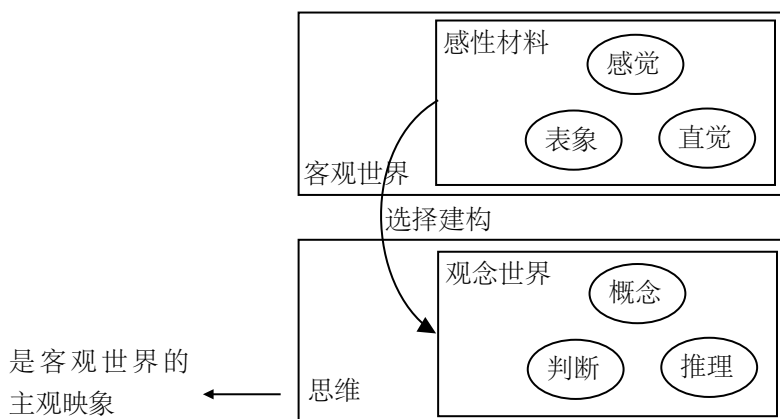 感性材料
感觉
表象
直觉
客观世界
选择建构
观念世界
概念
判断
推理
思维
是客观世界的
主观映象